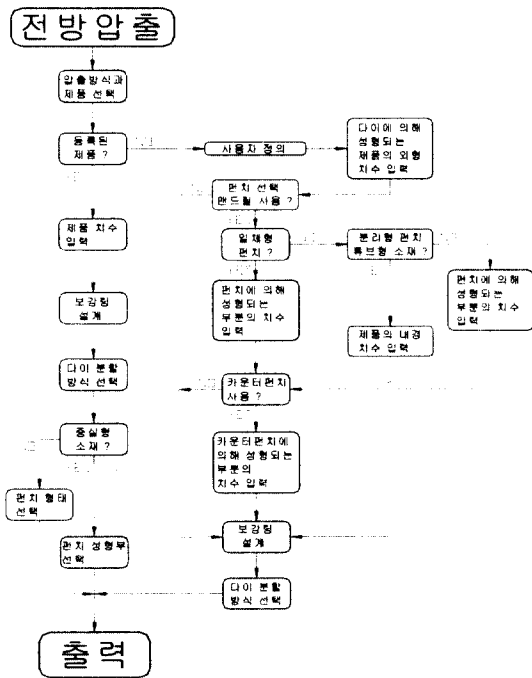 전방압출
압출방식과
제품 선택
등록된
제품 ?
사용자 정의
다이에 의해
성형되는
제품의 외형
치수 입력
펀치 선택
맨드릴 사용 ?
제품 치수
입력
일체형
펀치 ?
분리형 펀치
튜브형 소재 ?
펀치에 의해
성형되는
부분의 치수
입력
펀치에 의해
성형되는
부분의 치수
입력
보강링
설계
제품의 내경
치수 입력
다이 분할
방식 선택
카운터펀치
사용 ?
중실형
소재 ?
카운터펀치에
의해 성형되는
부분의
치수 입력
펀치 형태
선택
펀치 성형부
선택
보강링
설계
다이 분할
방식 선택
출력